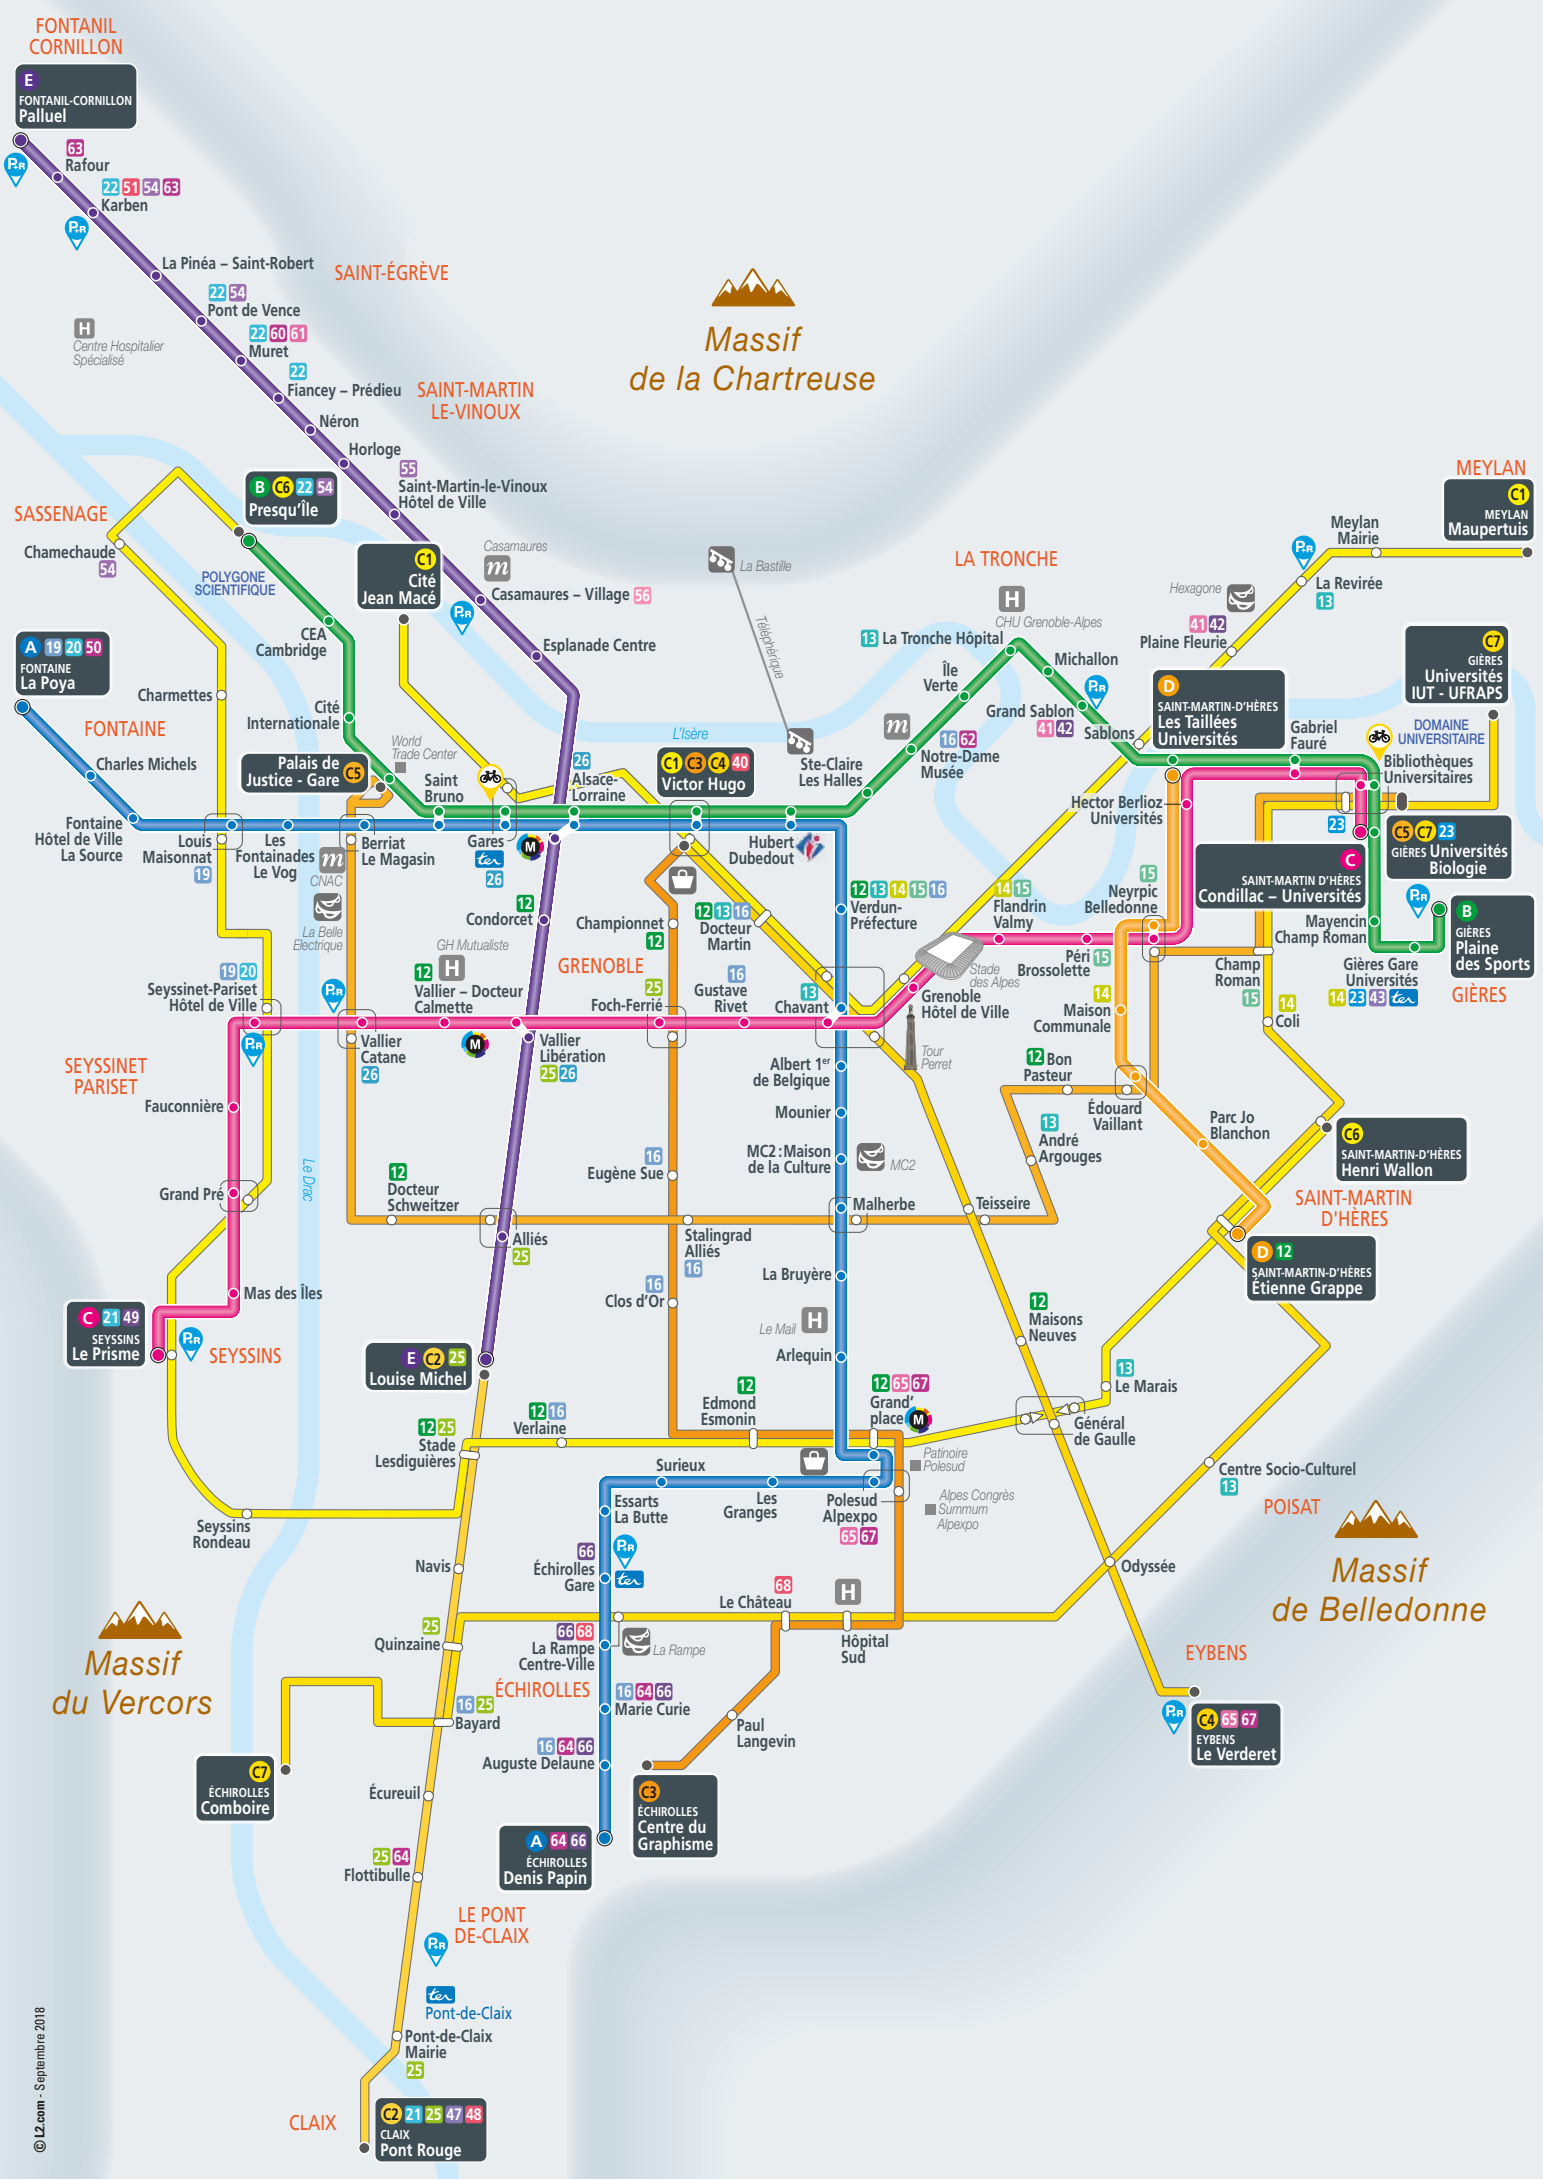 FONTANIL
CORNILLON
E
FONTANIL-CORNILLON
Palluel
P+R
63
Rafour
22 51 54 63
Karben
P+R
La Pinéa – Saint-Robert
SAINT-ÉGRÈVE
22 54
Pont de Vence
H
Centre Hospitalier
Spécialisé
22 60 61
Muret
22
Fiancey – Prédieu
SAINT-MARTIN
LE-VINOUX
Néron
Horloge
55
Saint-Martin-le-Vinoux
Hôtel de Ville
Massif
de la Chartreuse
MEYLAN
C1
MEYLAN
Maupertuis
Meylan
Mairie
P+R
La Revirée
13
Hexagone
41 42
Plaine Fleurie
SASSENAGE
Chamechaude
54
B C6 22 54
Presqu'Île
POLYGONE
SCIENTIFIQUE
C1
Cité
Jean Macé
Casamaures
m
P+R
Casamaures – Village 56
Esplanade Centre
La Bastille
Téléphérique
LA TRONCHE
H
CHU Grenoble-Alpes
13 La Tronche Hôpital
Michallon
Île
Verte
P+R
Grand Sablon
41 42
Sablons
CEA
Cambridge
Cité
Internationale
A 19 20 50
FONTAINE
La Poya
Charmettes
FONTAINE
Charles Michels
Palais de
Justice - Gare C5
World
Trade Center
Saint
Bruno
L'Isère
26
Alsace-
Lorraine
C1 C3 C4 40
Victor Hugo
Ste-Claire
Les Halles
m
16 62
Notre-Dame
Musée
D
SAINT-MARTIN-D'HÈRES
Les Taillées
Universités
Gabriel
Fauré
C7
GIÈRES
Universités
IUT - UFRAPS
DOMAINE
UNIVERSITAIRE
Bibliothèques
Universitaires
Hector Berlioz
Universités
23
C5 C7 23
GIÈRES Universités
Biologie
C
SAINT-MARTIN D'HÈRES
Condillac – Universités
P+R
B
GIÈRES
Plaine
des Sports
Mayencin
Champ Roman
Gières Gare
Universités
14 23 43 ter
GIÈRES
Fontaine
Hôtel de Ville
La Source
Louis
Maisonnat
19
Les
Fontainades
Le Vog
m
CNAC
Berriat
Le Magasin
La Belle
Electrique
Gares
ter
26
M
Hubert
Dubedout
12
Condorcet
Championnet
12
12 13 16
Docteur
Martin
12 13 14 15 16
Verdun-
Préfecture
14 15
Flandrin
Valmy
15
Neyrpic
Belledonne
GH Mutualiste
H
12
Vallier – Docteur
Calmette
GRENOBLE
25
Foch-Ferrié
16
Gustave
Rivet
13
Chavant
Stade
des Alpes
Grenoble
Hôtel de Ville
Péri
Brossolette 15
14
Maison
Communale
Champ
Roman
15
14
Coli
19 20
Seyssinet-Pariset
Hôtel de Ville
P+R
P+R
Vallier
Catane
26
M
Vallier
Libération
25 26
Tour
Perret
Albert 1er
de Belgique
12 Bon
Pasteur
Édouard
Vaillant
Parc Jo
Blanchon
SEYSSINET
PARISET
Fauconnière
Mounier
MC2 : Maison
de la Culture
MC2
13
André
Argouges
C6
SAINT-MARTIN-D'HÈRES
Henri Wallon
Le Drac
Grand Pré
12
Docteur
Schweitzer
16
Eugène Sue
Malherbe
Teisseire
SAINT-MARTIN
D'HÈRES
Alliés
25
Stalingrad
Alliés
16
D 12
SAINT-MARTIN-D'HÈRES
Étienne Grappe
La Bruyère
Mas des Îles
16
Clos d'Or
C 21 49
SEYSSINS
Le Prisme
P+R
SEYSSINS
Le Mail
H
12
Maisons
Neuves
E C2 25
Louise Michel
Arlequin
12
Edmond
Esmonin
12 65 67
Grand'
place
M
13
Le Marais
12 16
Verlaine
12 25
Stade
Lesdiguières
Général
de Gaulle
Patinoire
Polesud
Surieux
Les
Granges
Polesud
Alpexpo
65 67
Alpes Congrès
Summum
Alpexpo
Centre Socio-Culturel
13
POISAT
Essarts
La Butte
Seyssins
Rondeau
66
Échirolles
Gare
P+R
ter
Navis
Odyssée
Massif
de Belledonne
68
Le Château
H
Hôpital
Sud
25
Quinzaine
66 68
La Rampe
Centre-Ville
La Rampe
Massif
du Vercors
EYBENS
ÉCHIROLLES
16 25
Bayard
16 64 66
Marie Curie
Paul
Langevin
P+R
C4 65 67
EYBENS
Le Verderet
16 64 66
Auguste Delaune
C7
ÉCHIROLLES
Comboire
Écureuil
C3
ÉCHIROLLES
Centre du
Graphisme
A 64 66
ÉCHIROLLES
Denis Papin
25 64
Flottibulle
LE PONT
DE-CLAIX
P+R
ter
Pont-de-Claix
Pont-de-Claix
Mairie
25
CLAIX
C2 21 25 47 48
CLAIX
Pont Rouge
© L2.com - Septembre 2018